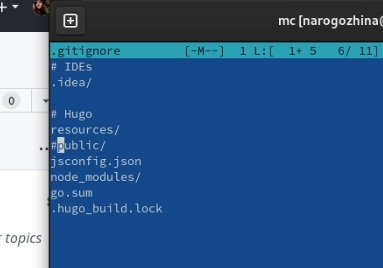 mc [narogozhina@
0
.gitignore [-M--] 1 L:[ 1+ 5 6/ 11]
# IDEs
.idea/
# Hugo
resources/
#public/
jsconfig.json
node_modules/
go.sum
.hugo_build.lock
topics